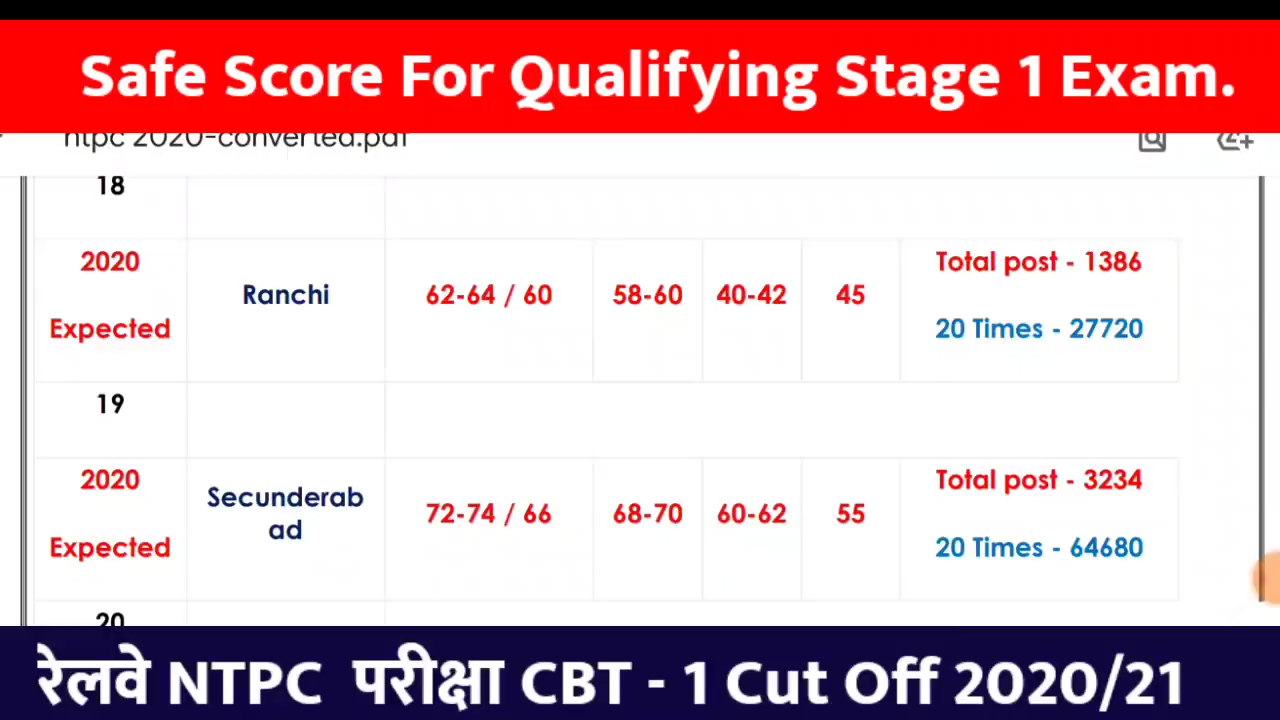 Safe Score For Qualifying Stage 1 Exam.
ntpc 2020-converted.pdf
18
2020 Expected Ranchi 62-64 / 60 58-60 40-42 45 Total post - 1386 20 Times - 27720
19
2020 Expected Secunderab ad 72-74 / 66 68-70 60-62 55 Total post - 3234 20 Times - 64680
20
रेलवे NTPC परीक्षा CBT - 1 Cut Off 2020/21